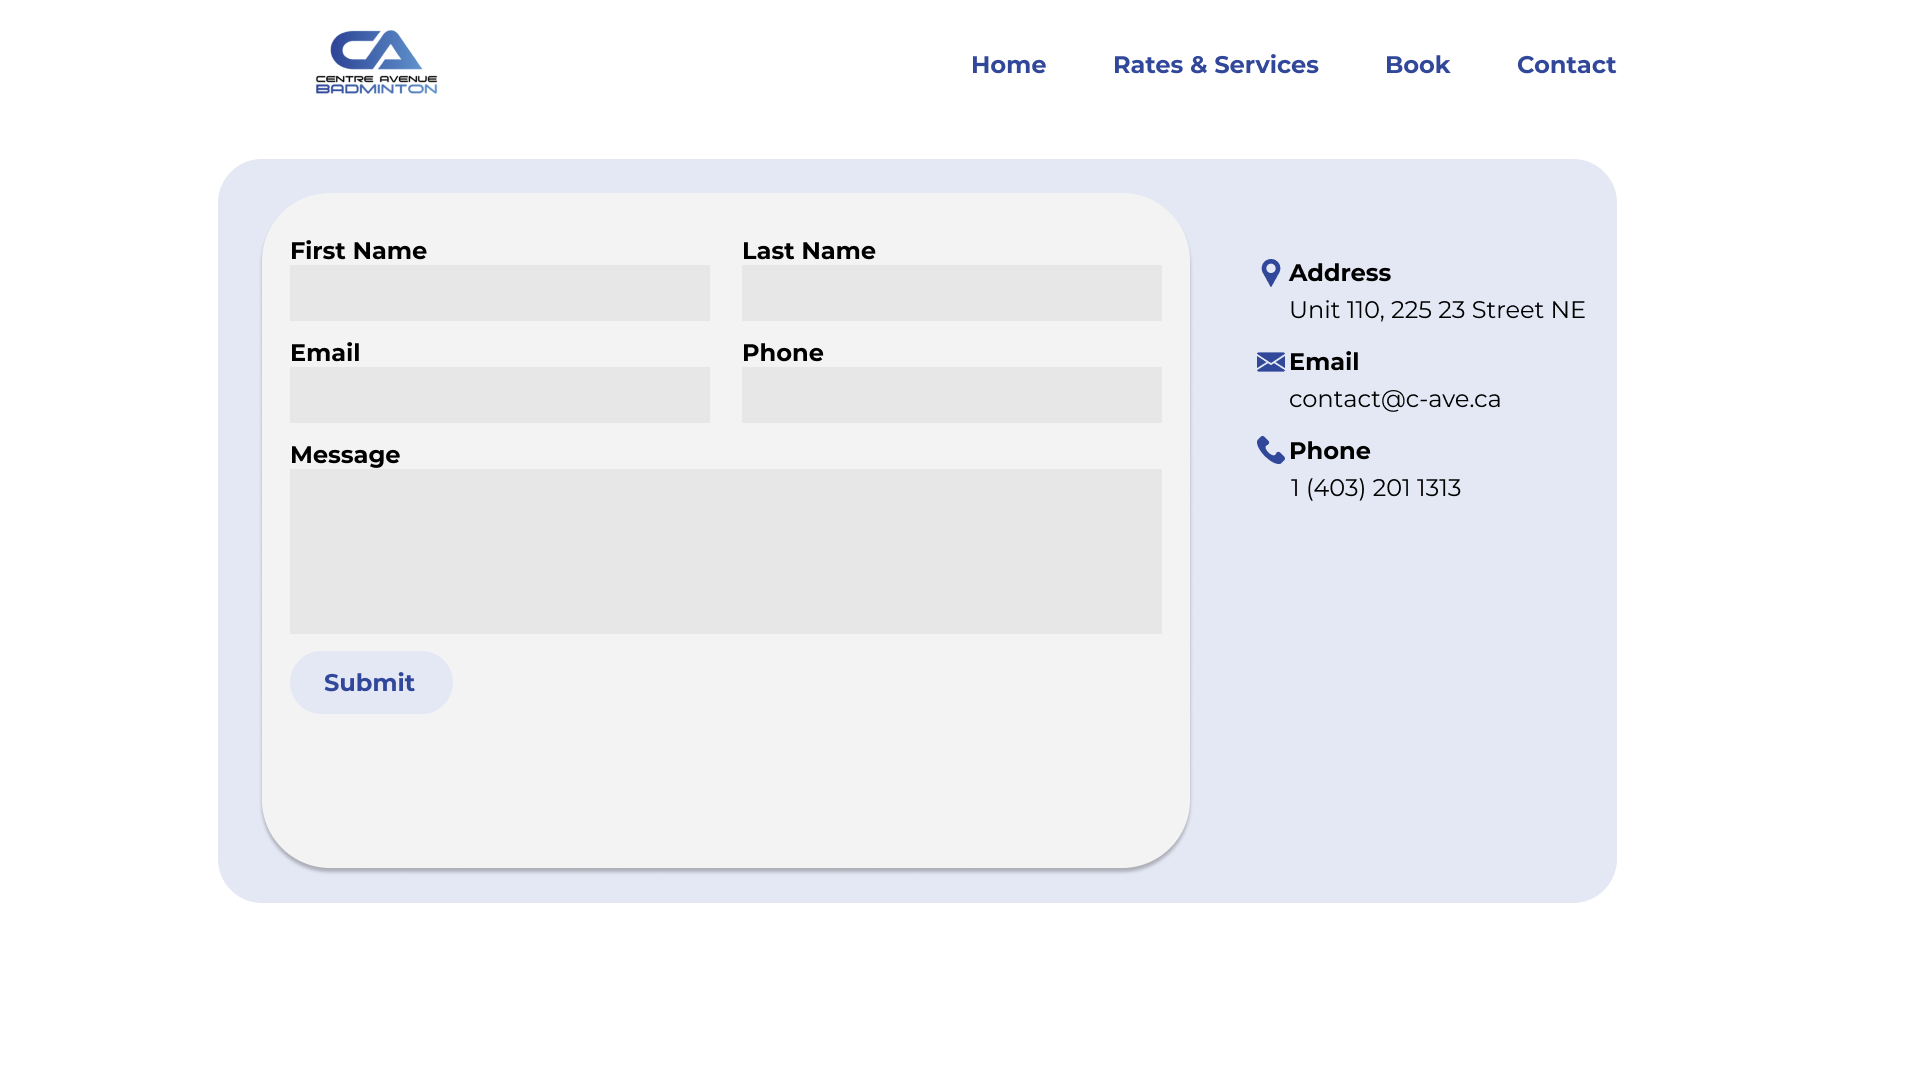 CENTRE AVENUE
BADMINTON
Home
Rates & Services
Book
Contact
First Name
Last Name
Email
Phone
Message
Submit
Address
Unit 110, 225 23 Street NE
Email
contact@c-ave.ca
Phone
1 (403) 201 1313